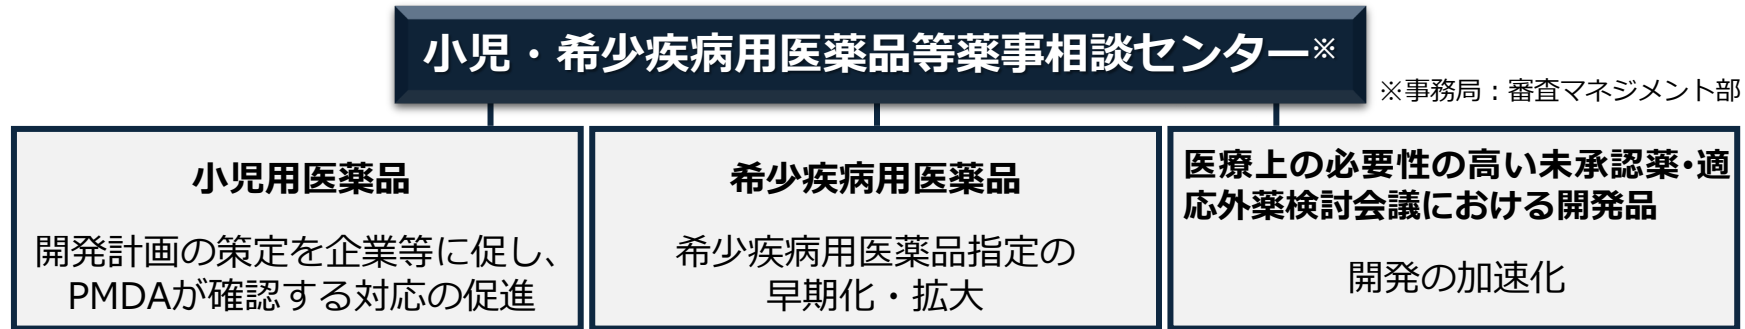 小児・希少疾病用医薬品等薬事相談センター※
※事務局：審査マネジメント部
小児用医薬品
開発計画の策定を企業等に促し、
PMDAが確認する対応の促進
希少疾病用医薬品
希少疾病用医薬品指定の
早期化・拡大
医療上の必要性の高い未承認薬･適
応外薬検討会議における開発品
開発の加速化